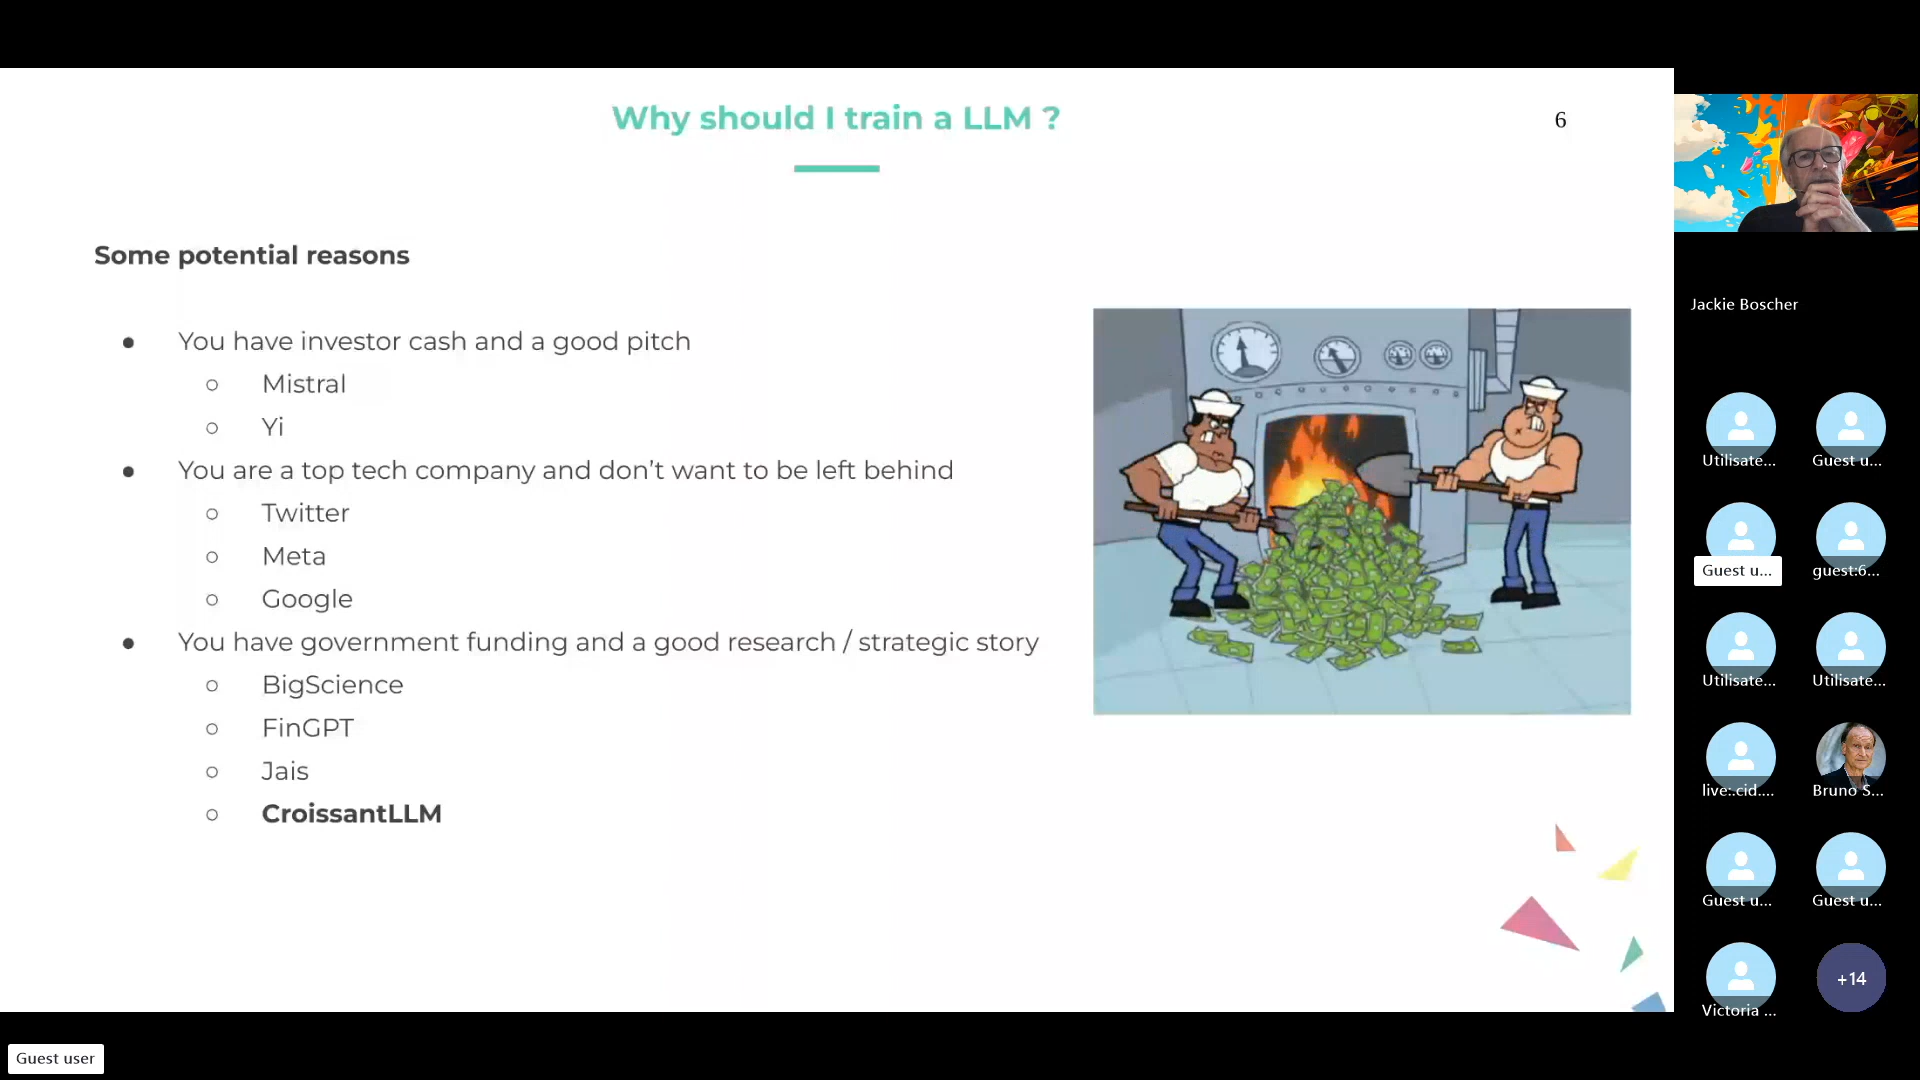 Why should I train a LLM ?
6
Some potential reasons
● You have investor cash and a good pitch
○ Mistral
○ Yi
● You are a top tech company and don’t want to be left behind
○ Twitter
○ Meta
○ Google
● You have government funding and a good research / strategic story
○ BigScience
○ FinGPT
○ Jais
○ CroissantLLM
Jackie Boscher
Utilisate...
Guest u...
Guest u...
guest:6...
Utilisate...
Utilisate...
live:.cid....
Bruno S...
Guest u...
Guest u...
Victoria ...
+14
Guest user